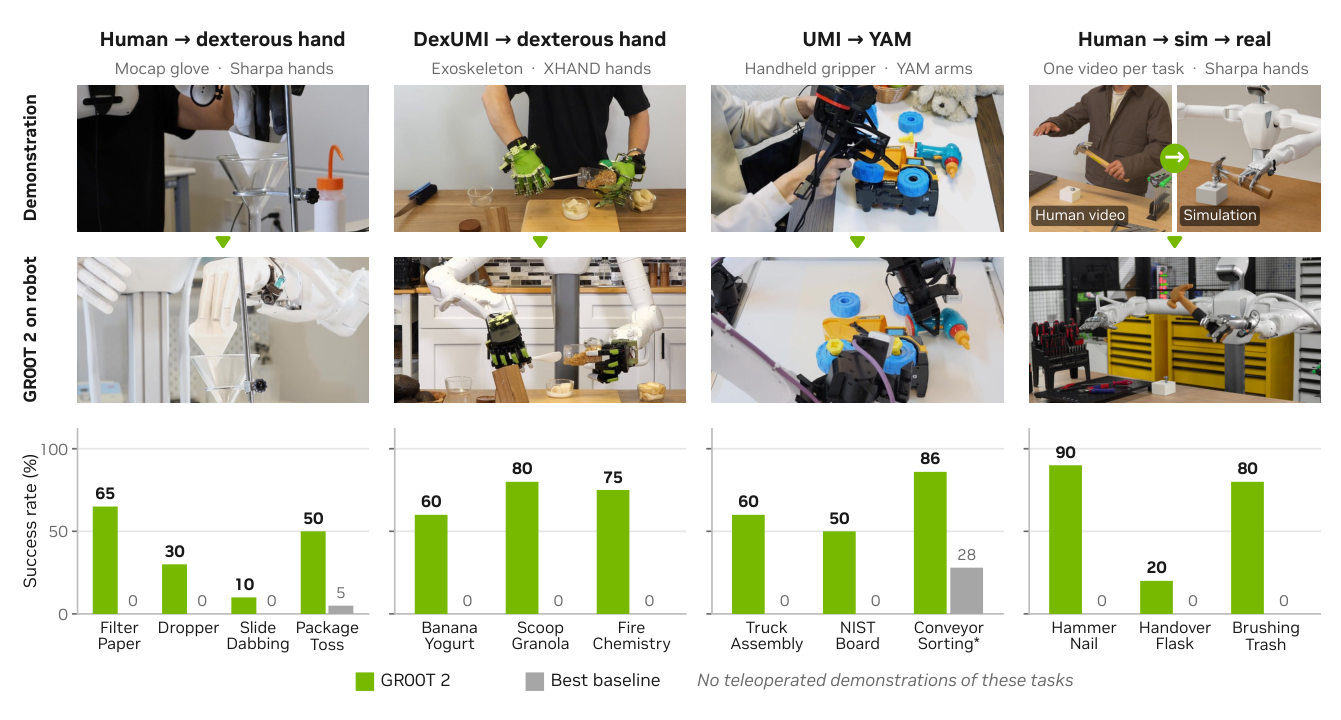 Human → dexterous hand
Mocap glove · Sharpa hands
DexUMI → dexterous hand
Exoskeleton · XHAND hands
UMI → YAM
Handheld gripper · YAM arms
Human → sim → real
One video per task · Sharpa hands
Demonstration
Human video
Simulation
GR00T 2 on robot
Success rate (%)
100
50
0
65
0
30
0
10
0
50
5
Filter
Paper
Dropper
Slide
Dabbing
Package
Toss
60
0
80
0
75
0
Banana
Yogurt
Scoop
Granola
Fire
Chemistry
60
0
50
0
86
28
Truck
Assembly
NIST
Board
Conveyor
Sorting*
90
0
20
0
80
0
Hammer
Nail
Handover
Flask
Brushing
Trash
GR00T 2
Best baseline
No teleoperated demonstrations of these tasks